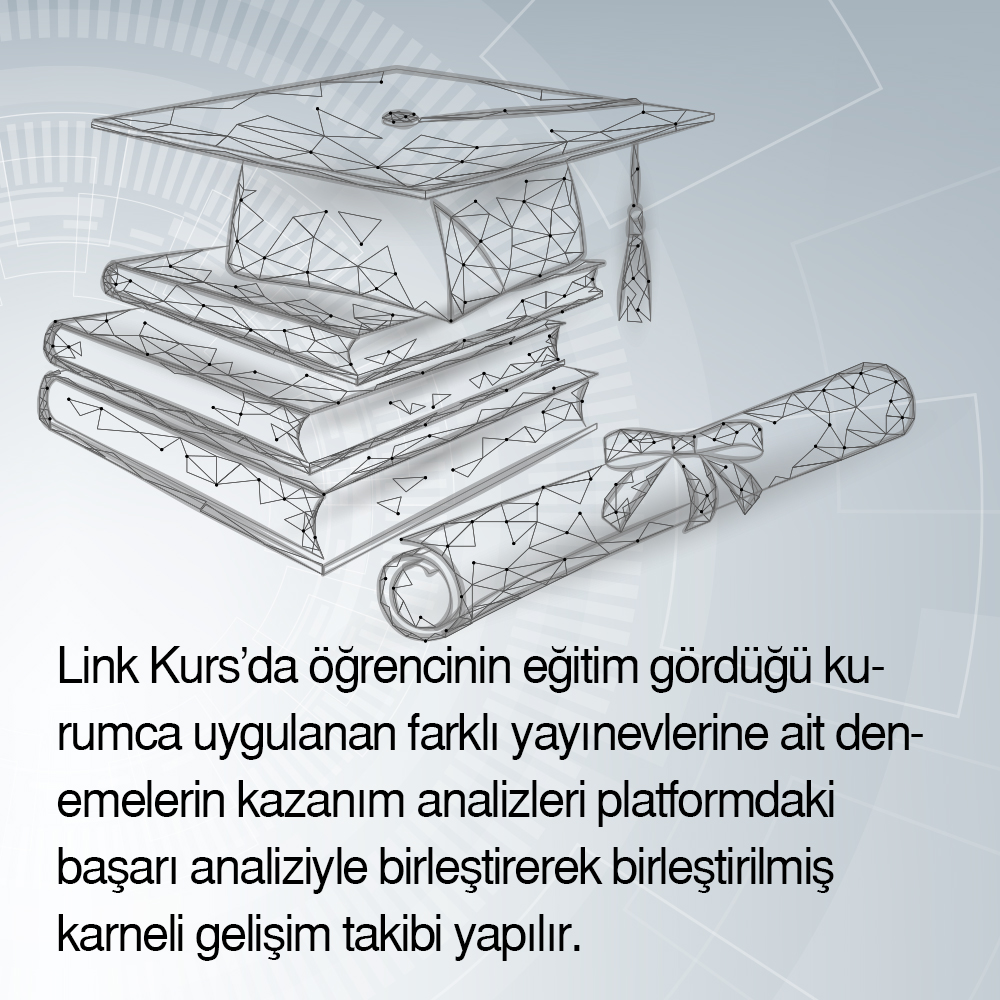 Link Kurs’da öğrencinin eğitim gördüğü ku-
rumca uygulanan farklı yayınevlerine ait den-
emelerin kazanım analizleri platformdaki
başarı analiziyle birleştirerek birleştirilmiş
karneli gelişim takibi yapılır.